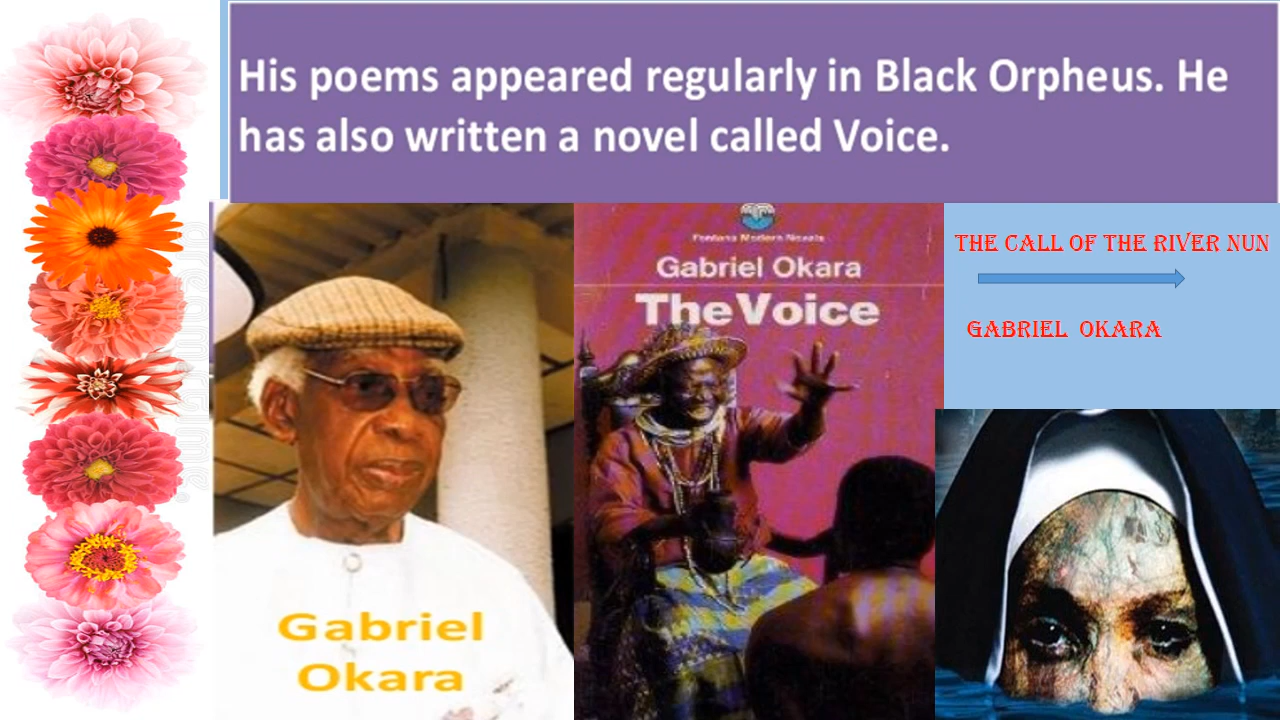 His poems appeared regularly in Black Orpheus. He
has also written a novel called Voice.
Fontana Modern Novels
Gabriel Okara
The Voice
THE CALL OF THE RIVER NUN
GABRIEL OKARA
Gabriel
Okara